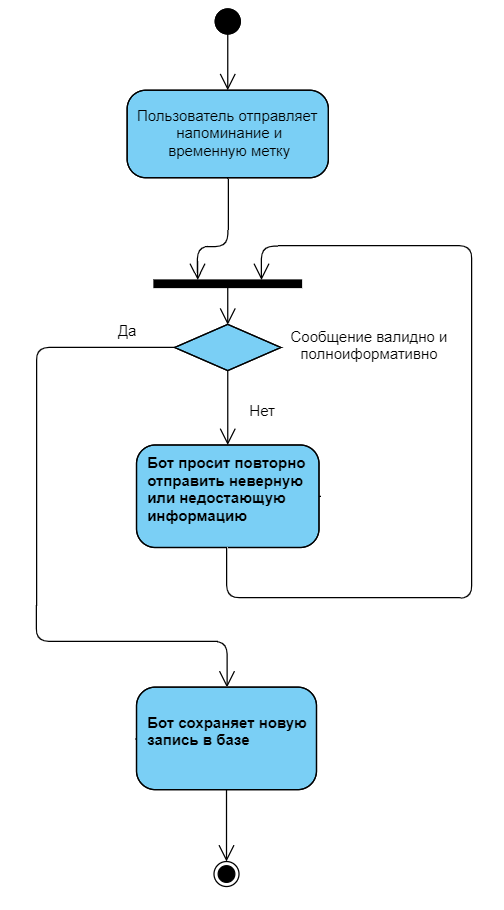 Пользователь отправляет
напоминание и
временную метку
Да
Сообщение валидно и
полноиформативно
Нет
Бот просит повторно
отправить неверную
или недостающую
информацию
Бот сохраняет новую
запись в базе